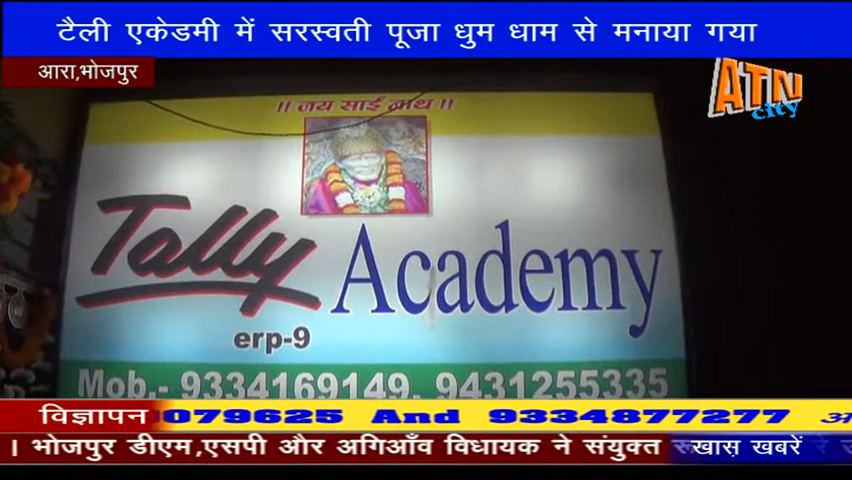 टैली एकेडमी में सरस्वती पूजा धुम धाम से मनाया गया
आरा,भोजपुर
ATN
city
।। जय साईं नाथ ।।
Tally Academy
erp-9
Mob.- 9334169149, 9431255335
विज्ञापन 079625 And 9334877277
। भोजपुर डीएम,एसपी और अगिआँव विधायक ने संयुक्त खास़ खबरें